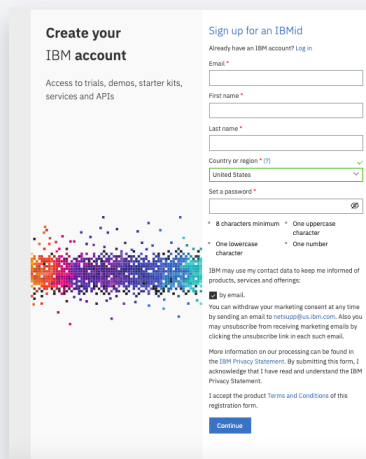 Create your
IBM account
Access to trials, demos, starter kits,
services and APIs
Sign up for an IBMid
Already have an IBM account? Log in
Email *
First name *
Last name *
Country or region * (?)
United States
Set a password *
* 8 characters minimum
* One uppercase
character
* One lowercase
character
* One number
IBM may use my contact data to keep me informed of
products, services and offerings:
by email.
You can withdraw your marketing consent at any time
by sending an email to netsupp@us.ibm.com. Also you
may unsubscribe from receiving marketing emails by
clicking the unsubscribe link in each such email.
More information on our processing can be found in
the IBM Privacy Statement. By submitting this form, I
acknowledge that I have read and understand the IBM
Privacy Statement.
I accept the product Terms and Conditions of this
registration form.
Continue